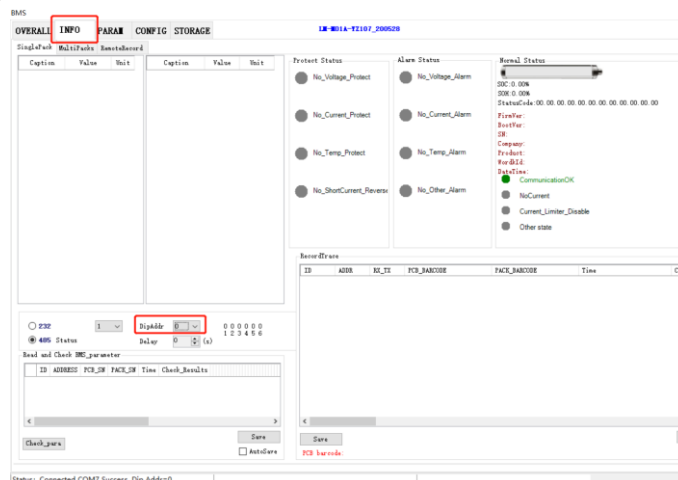 BMS
OVERALL INFO PARAM CONFIG STORAGE LM-M01A-TZ107_200528
SinglePack MultiPacks RemoteRecord
Caption Value Unit Caption Value Unit
Protect Status Alarm Status Normal Status
No_Voltage_Protect No_Voltage_Alarm
SOC:0.00%
SOH:0.00%
StatusCode:00.00.00.00.00.00.00.00.00.00
No_Current_Protect No_Current_Alarm
FirmVer:
BootVer:
SN:
Company:
No_Temp_Protect No_Temp_Alarm
Product:
WordkId:
DateTime:
CommunicationOK
No_ShortCurrent_Reverse No_Other_Alarm
NoCurrent
Current_Limiter_Disable
Other state
RecordTrace
ID ADDR RX_TX PCB_BARCODE PACK_BARCODE Time C
232 1 DipAddr 0 0 0 0 0 0 0
1 2 3 4 5 6
485 Status Delay 0 (s)
Read and Check BMS_parameter
ID ADDRESS PCB_SN PACK_SN Time Check_Results
Save
Check_para
AutoSave
Save
PCB barcode:
Status: Connected COM7 Success, Dip Addr=0